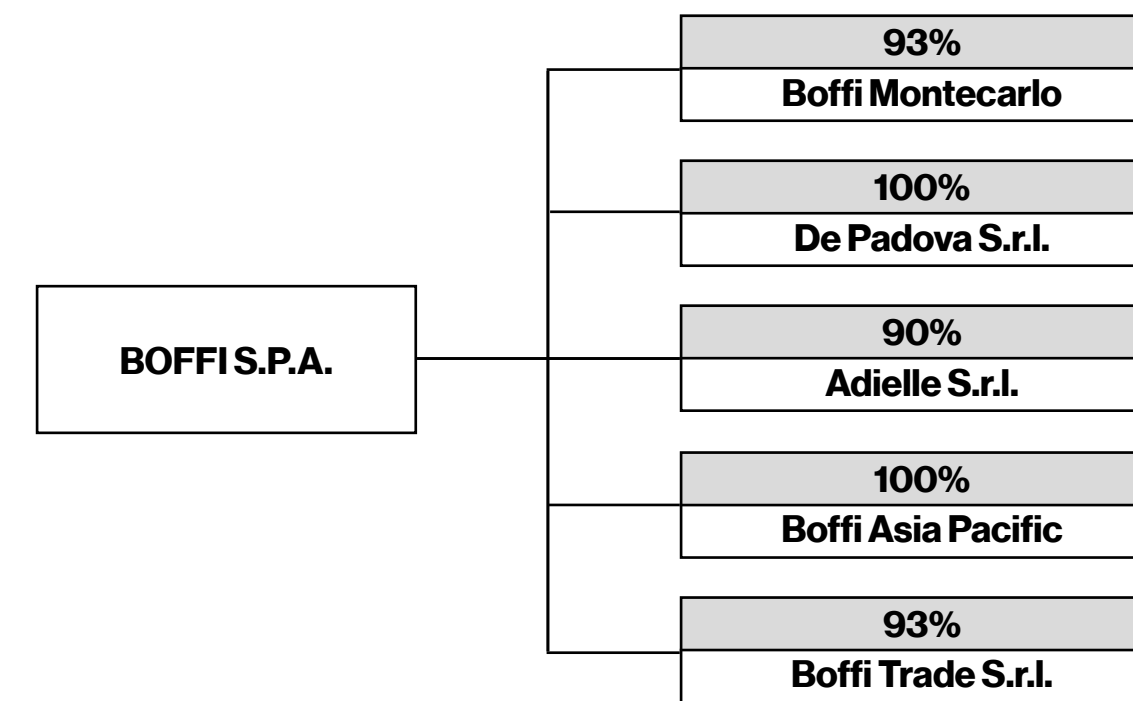 93%
Boffi Montecarlo
100%
De Padova S.r.l.
BOFFI S.P.A.
90%
Adielle S.r.l.
100%
Boffi Asia Pacific
93%
Boffi Trade S.r.l.